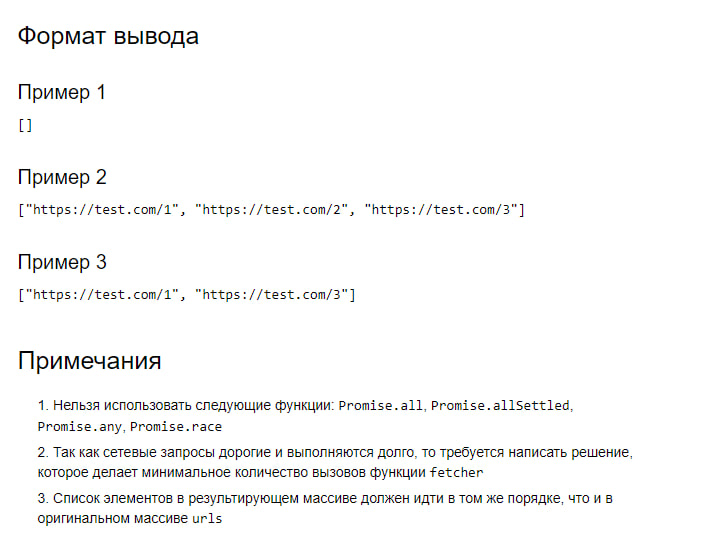 Формат вывода
Пример 1
[]
Пример 2
["https://test.com/1", "https://test.com/2", "https://test.com/3"]
Пример 3
["https://test.com/1", "https://test.com/3"]
Примечания
1. Нельзя использовать следующие функции: Promise.all, Promise.allSettled,
Promise.any, Promise.race
2. Так как сетевые запросы дорогие и выполняются долго, то требуется написать решение,
которое делает минимальное количество вызовов функции fetcher
3. Список элементов в результирующем массиве должен идти в том же порядке, что и в
оригинальном массиве urls